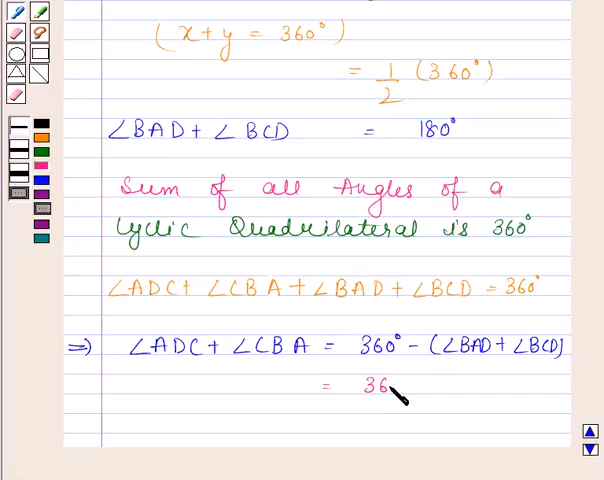 (x + y = 360°)
= 1/2 (360°)
∠BAD + ∠BCD = 180°
Sum of all Angles of a
Cyclic Quadrilateral is 360°
∠ADC + ∠CBA + ∠BAD + ∠BCD = 360°
⇒ ∠ADC + ∠CBA = 360° - (∠BAD + ∠BCD)
= 36